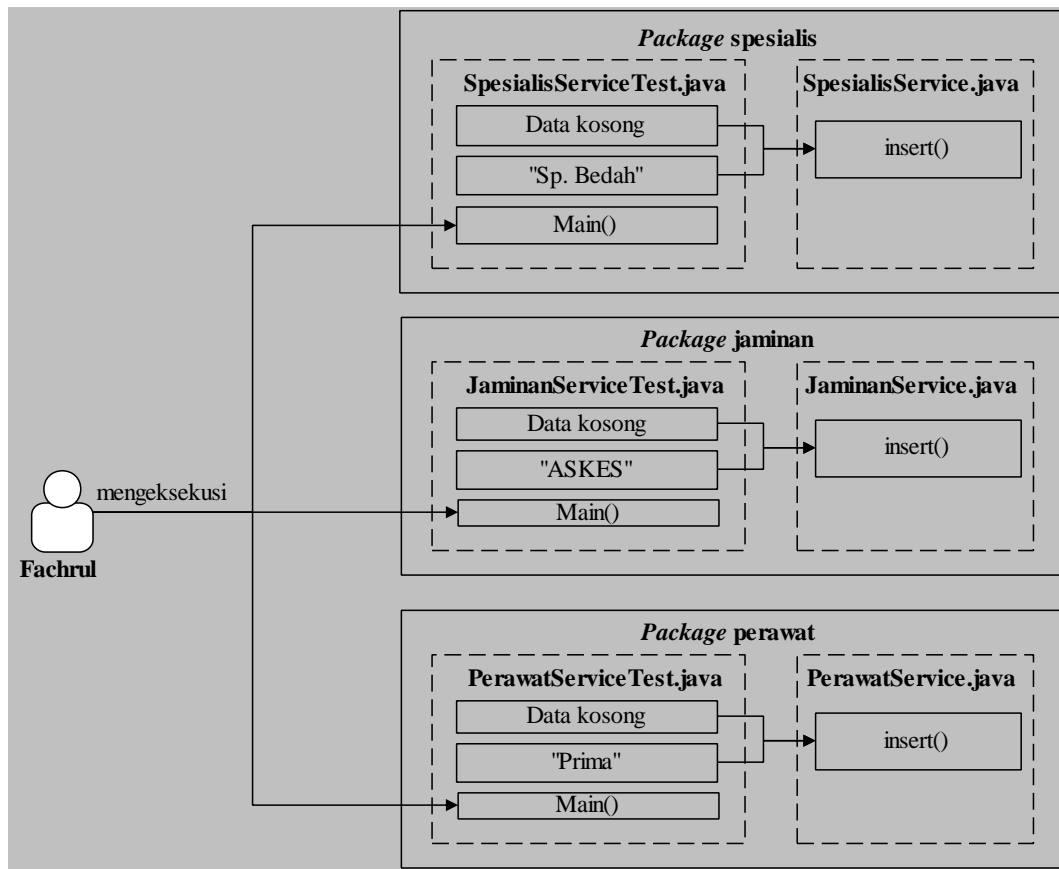 Package spesialis
SpesialisServiceTest.java
Data kosong
"Sp. Bedah"
Main()
SpesialisService.java
insert()
Package jaminan
JaminanServiceTest.java
Data kosong
"ASKES"
Main()
JaminanService.java
insert()
mengeksekusi
Fachrul
Package perawat
PerawatServiceTest.java
Data kosong
"Prima"
Main()
PerawatService.java
insert()